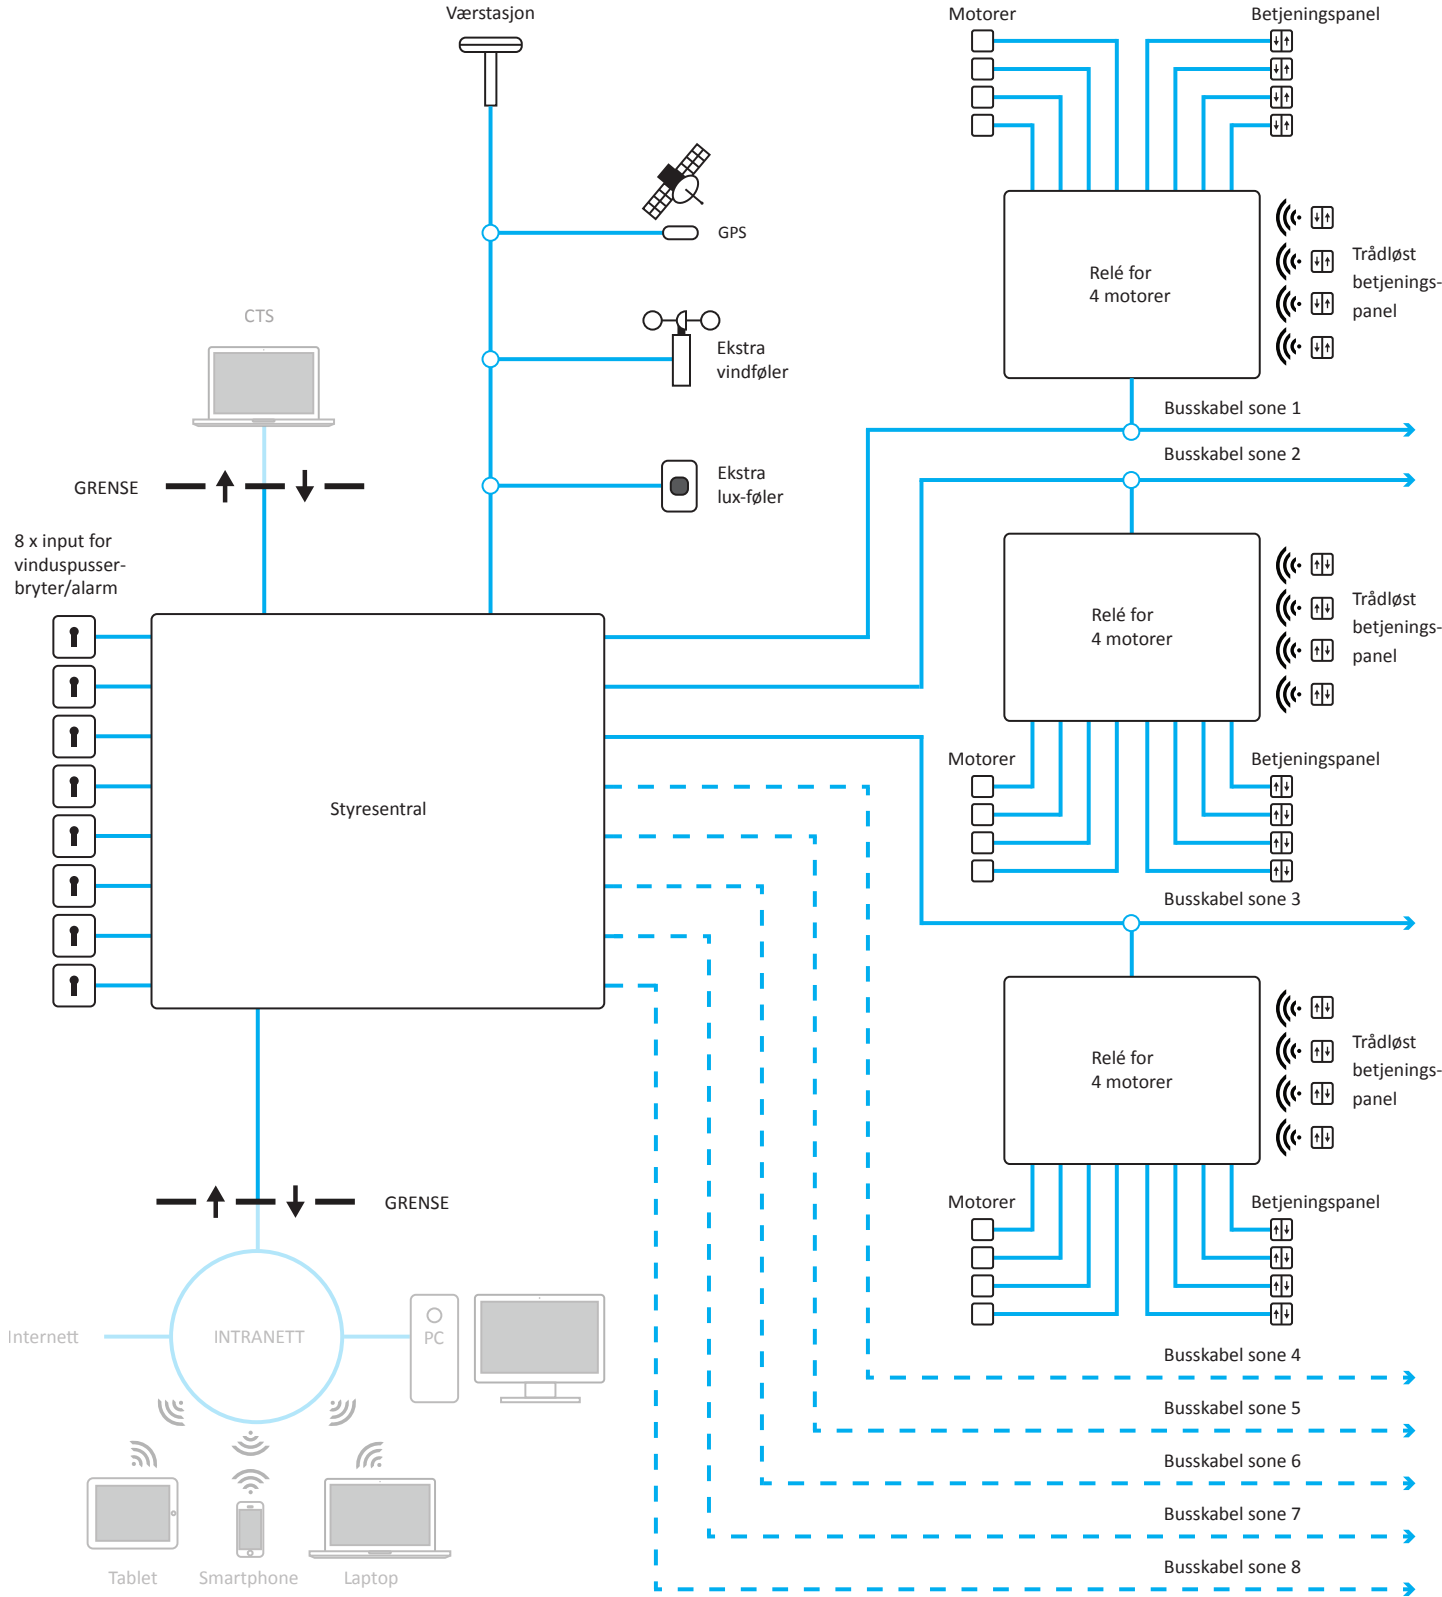 Værstasjon
Motorer
Betjeningspanel
GPS
Relé for
4 motorer
Trådløst
betjenings-
panel
CTS
Ekstra
vindføler
Busskabel sone 1
Busskabel sone 2
GRENSE
Ekstra
lux-føler
8 x input for
vinduspusser-
bryter/alarm
Relé for
4 motorer
Trådløst
betjenings-
panel
Motorer
Betjeningspanel
Styresentral
Busskabel sone 3
Relé for
4 motorer
Trådløst
betjenings-
panel
Motorer
Betjeningspanel
GRENSE
Internett
INTRANETT
PC
Busskabel sone 4
Busskabel sone 5
Busskabel sone 6
Busskabel sone 7
Busskabel sone 8
Tablet
Smartphone
Laptop